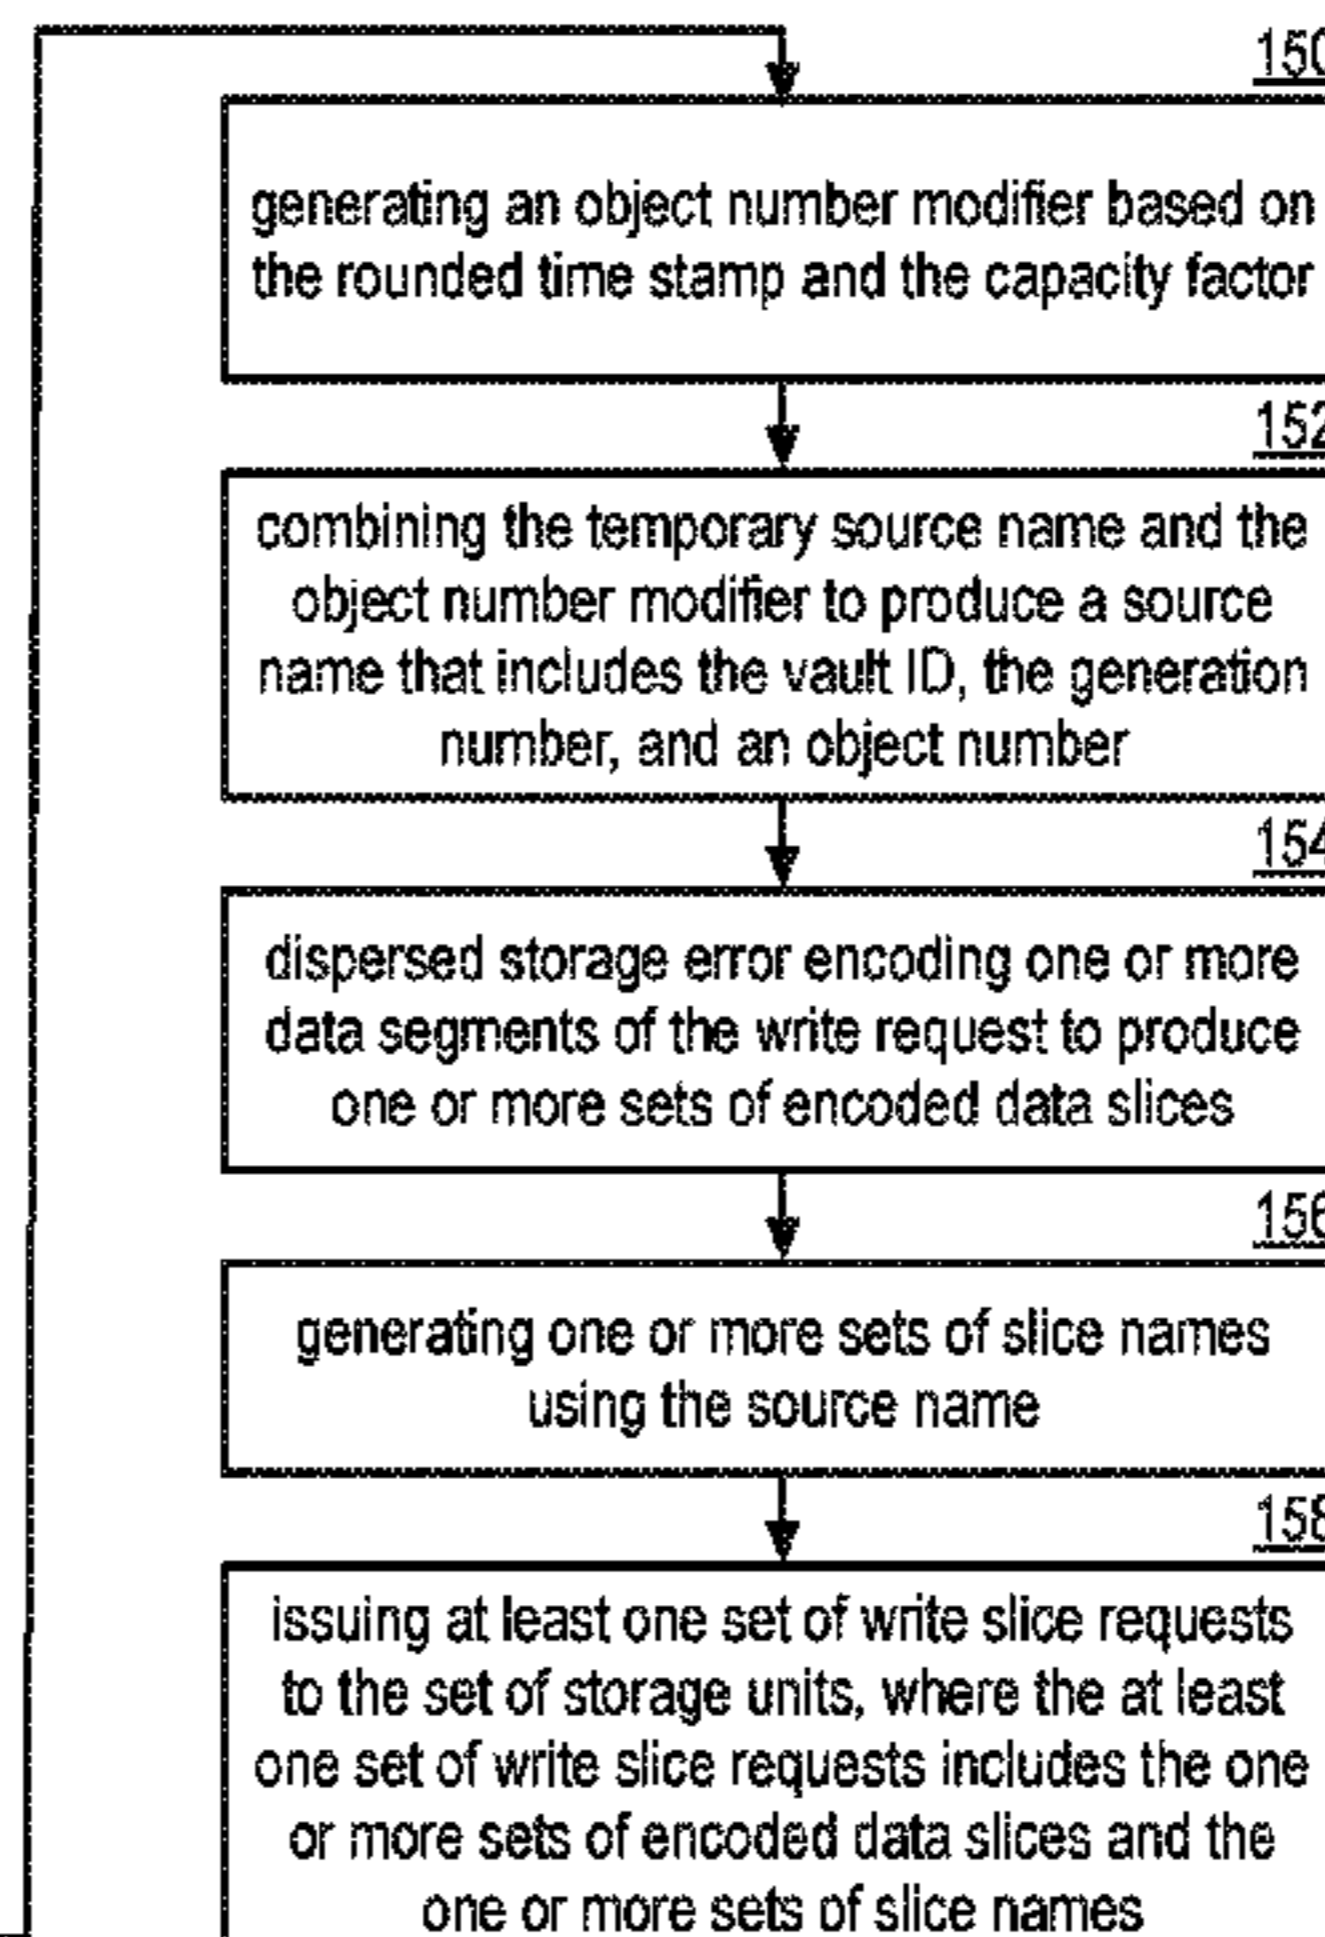 150
generating an object number modifier based on
the rounded time stamp and the capacity factor
152
combining the temporary source name and the
object number modifier to produce a source
name that includes the vault ID, the generation
number, and an object number
154
dispersed storage error encoding one or more
data segments of the write request to produce
one or more sets of encoded data slices
156
generating one or more sets of slice names
using the source name
158
issuing at least one set of write slice requests
to the set of storage units, where the at least
one set of write slice requests includes the one
or more sets of encoded data slices and the
one or more sets of slice names